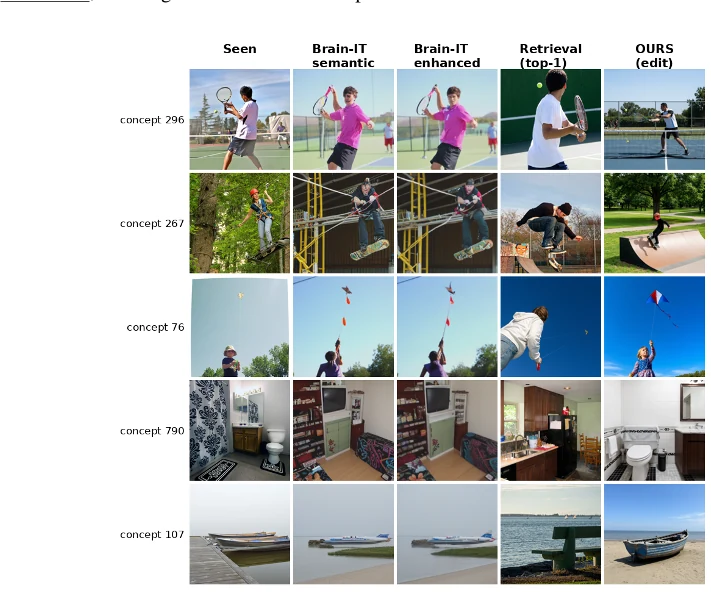 Seen Brain-IT semantic Brain-IT enhanced Retrieval (top-1) OURS (edit)
concept 296
concept 267
concept 76
concept 790
concept 107